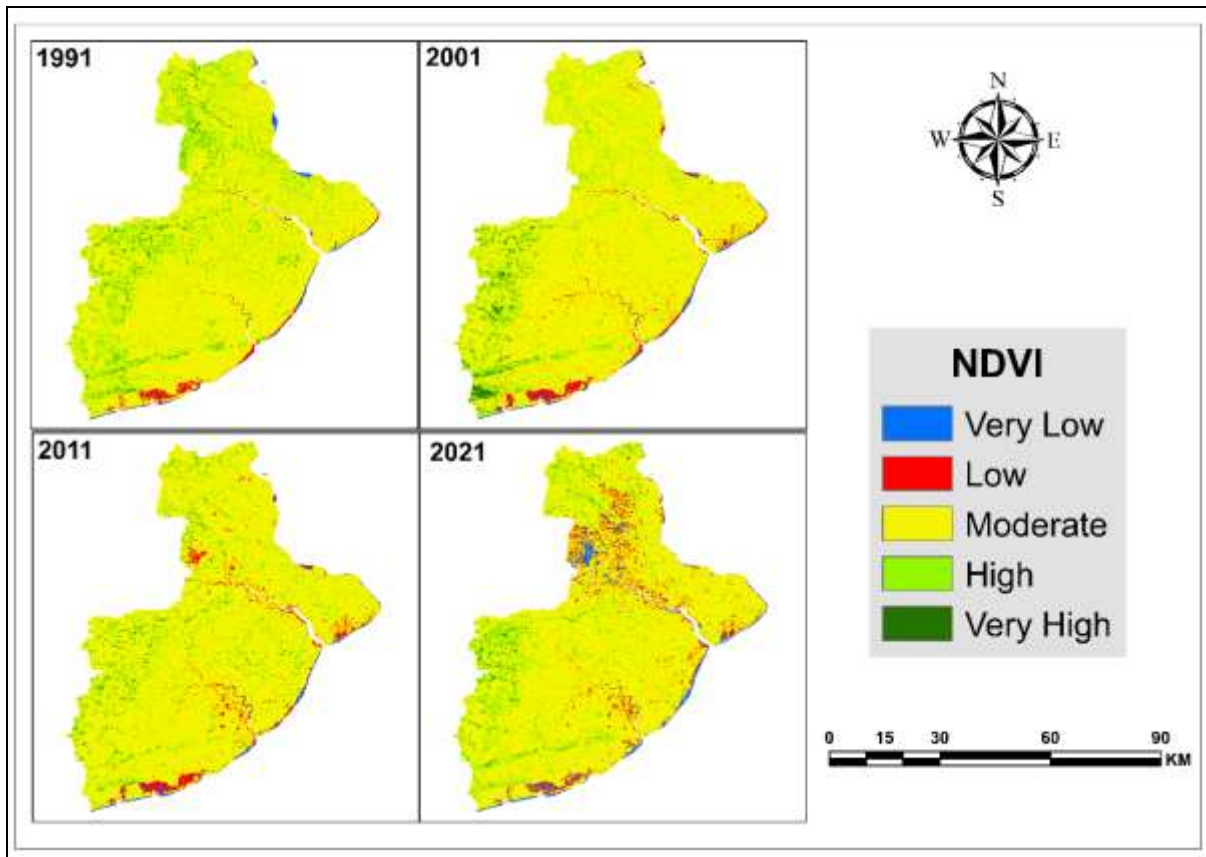 1991
2001
N
W
E
S
2011
2021
NDVI
Very Low
Low
Moderate
High
Very High
0 15 30 60 90
KM